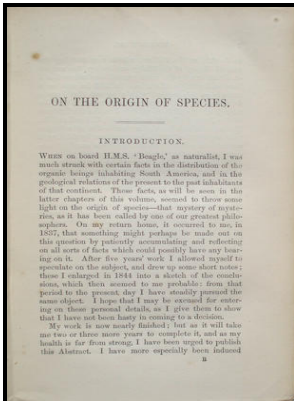 ON THE ORIGIN OF SPECIES.
INTRODUCTION.
WHEN on board H.M.S. 'Beagle,' as naturalist, I was
much struck with certain facts in the distribution of the
organic beings inhabiting South America, and in the
geological relations of the present to the past inhabitants
of that continent. These facts, as will be seen in the
latter chapters of this volume, seemed to throw some
light on the origin of species—that mystery of myste-
ries, as it has been called by one of our greatest philo-
sophers. On my return home, it occurred to me, in
1837, that something might perhaps be made out on
this question by patiently accumulating and reflecting
on all sorts of facts which could possibly have any bear-
ing on it. After five years' work I allowed myself to
speculate on the subject, and drew up some short notes;
these I enlarged in 1844 into a sketch of the conclu-
sions, which then seemed to me probable: from that
period to the present day I have steadily pursued the
same object. I hope that I may be excused for enter-
ing on these personal details, as I give them to show
that I have not been hasty in coming to a decision.
My work is now nearly finished; but as it will take
me two or three more years to complete it, and as my
health is far from strong, I have been urged to publish
this Abstract. I have more especially been induced
B